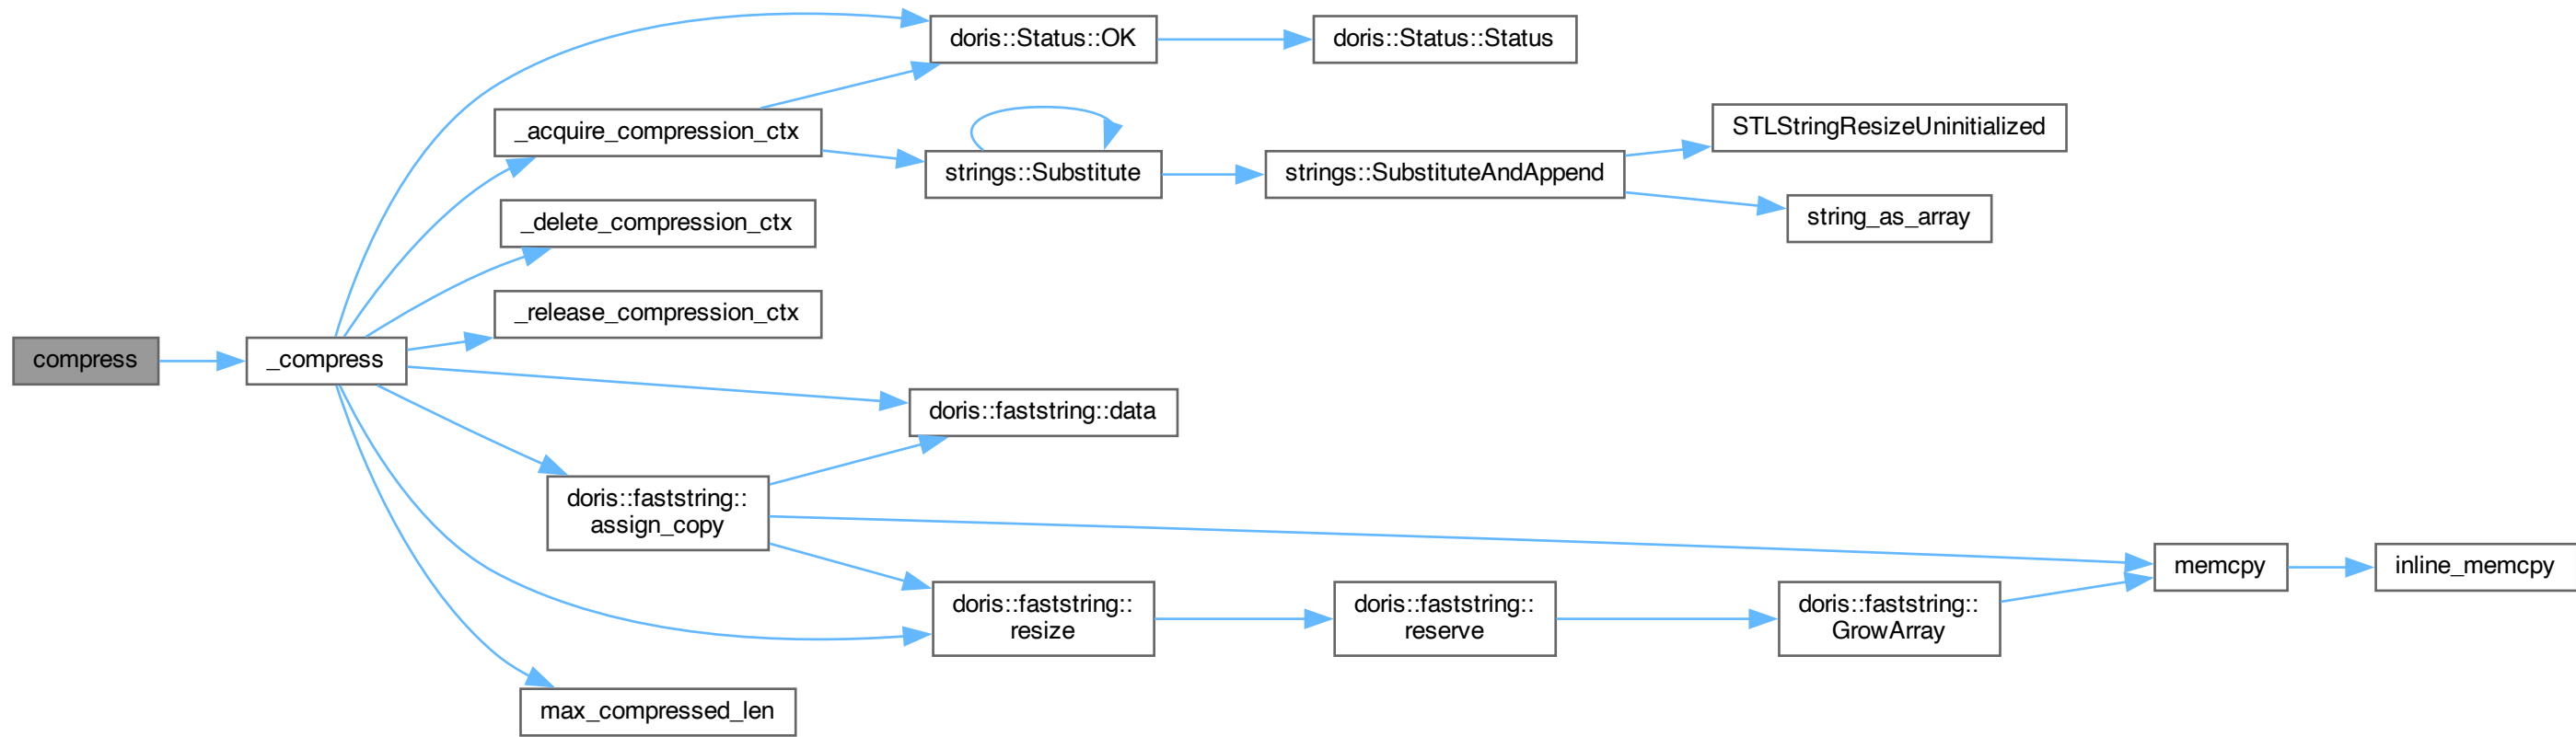 doris::Status::OK
doris::Status::Status
_acquire_compression_ctx
STLStringResizeUninitialized
strings::Substitute
strings::SubstituteAndAppend
_delete_compression_ctx
string_as_array
_release_compression_ctx
compress
_compress
doris::faststring::data
doris::faststring::
assign_copy
memcpy
inline_memcpy
doris::faststring::
resize
doris::faststring::
reserve
doris::faststring::
GrowArray
max_compressed_len